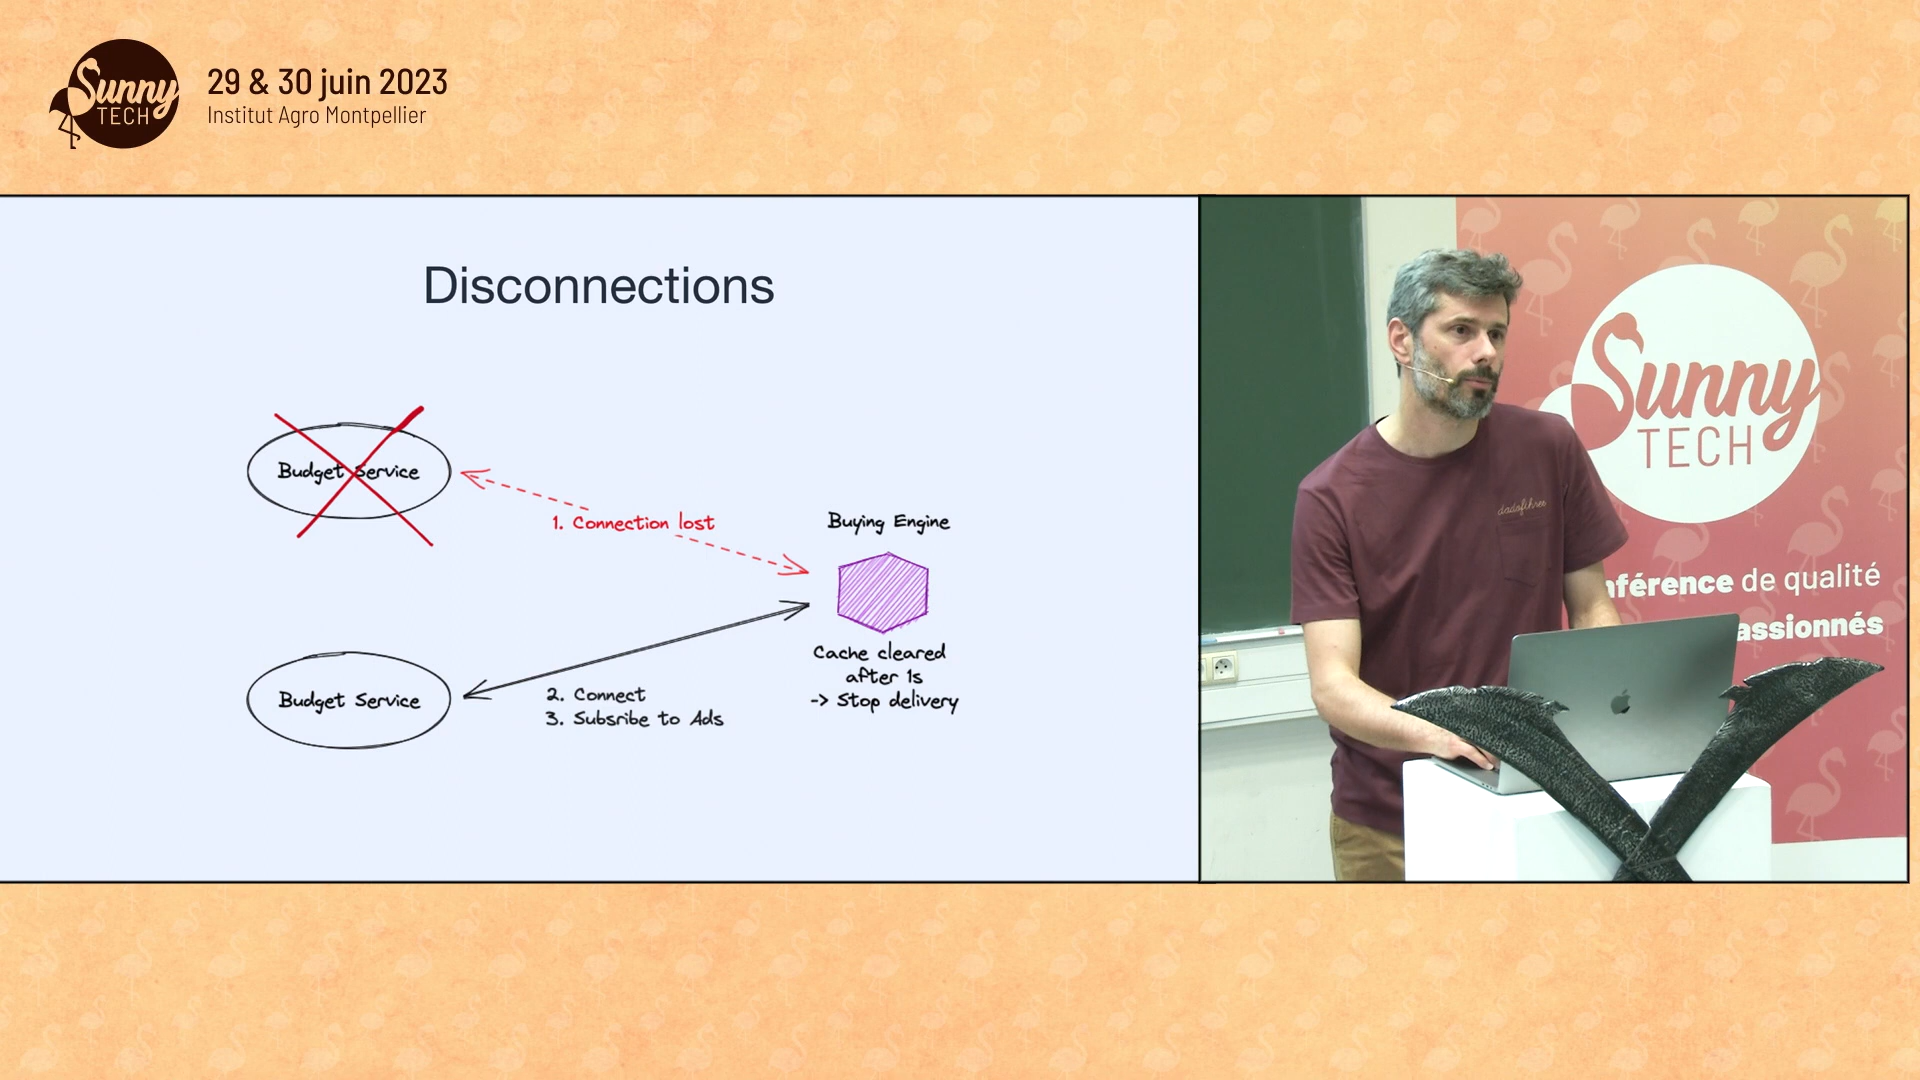 Sunny
TECH
29 & 30 juin 2023
Institut Agro Montpellier
Disconnections
Budget Service
1. Connection lost
Buying Engine
Cache cleared
after 1s
-> Stop delivery
Budget Service
2. Connect
3. Subsribe to Ads
Sunny
TECH
dadofthree
nférence de qualité
assionnés